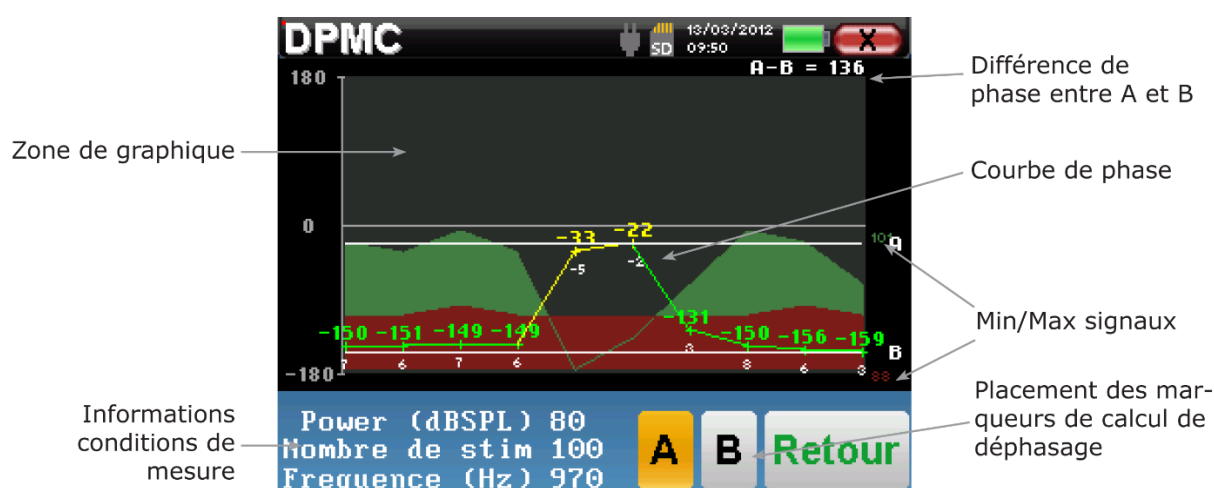 DPMC
SD
13/03/2012
09:50
X
A-B = 136
Différence de
phase entre A et B
180
Zone de graphique
Courbe de phase
0
-33
-22
-5
-2
101
A
Min/Max signaux
-150 -151 -149 -149
-131
-150 -156 -159
7 6 7 6
3
8 6 3
B
-180
88
Placement des mar-
queurs de calcul de
déphasage
Informations
conditions de
mesure
Power (dBSPL) 80
Nombre de stim 100
Frequence (Hz) 970
A
B
Retour